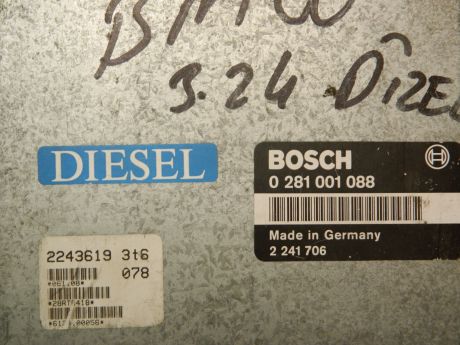 BMW
3.24 DİZEL
DIESEL
BOSCH
0 281 001 088
Made in Germany
2 241 706
2243619 3t6
078